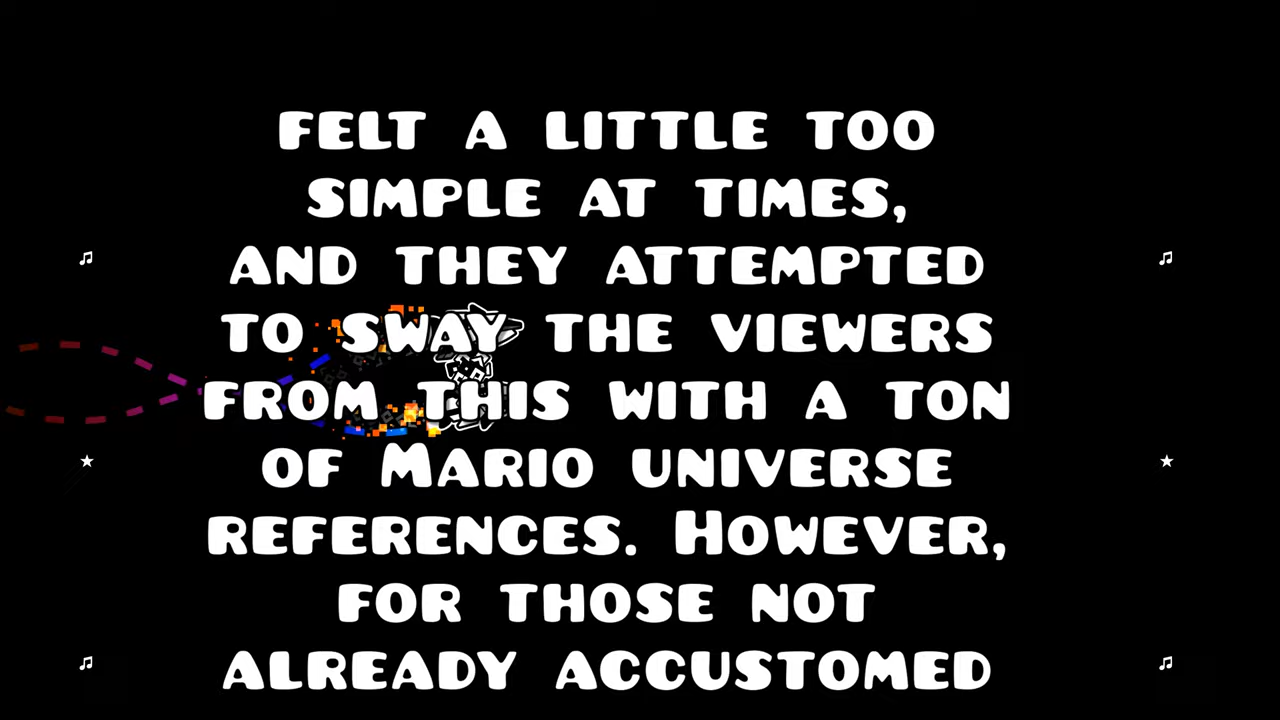 FELT A LITTLE TOO
SIMPLE AT TIMES,
AND THEY ATTEMPTED
TO SWAY THE VIEWERS
FROM THIS WITH A TON
OF MARIO UNIVERSE
REFERENCES. HOWEVER,
FOR THOSE NOT
ALREADY ACCUSTOMED